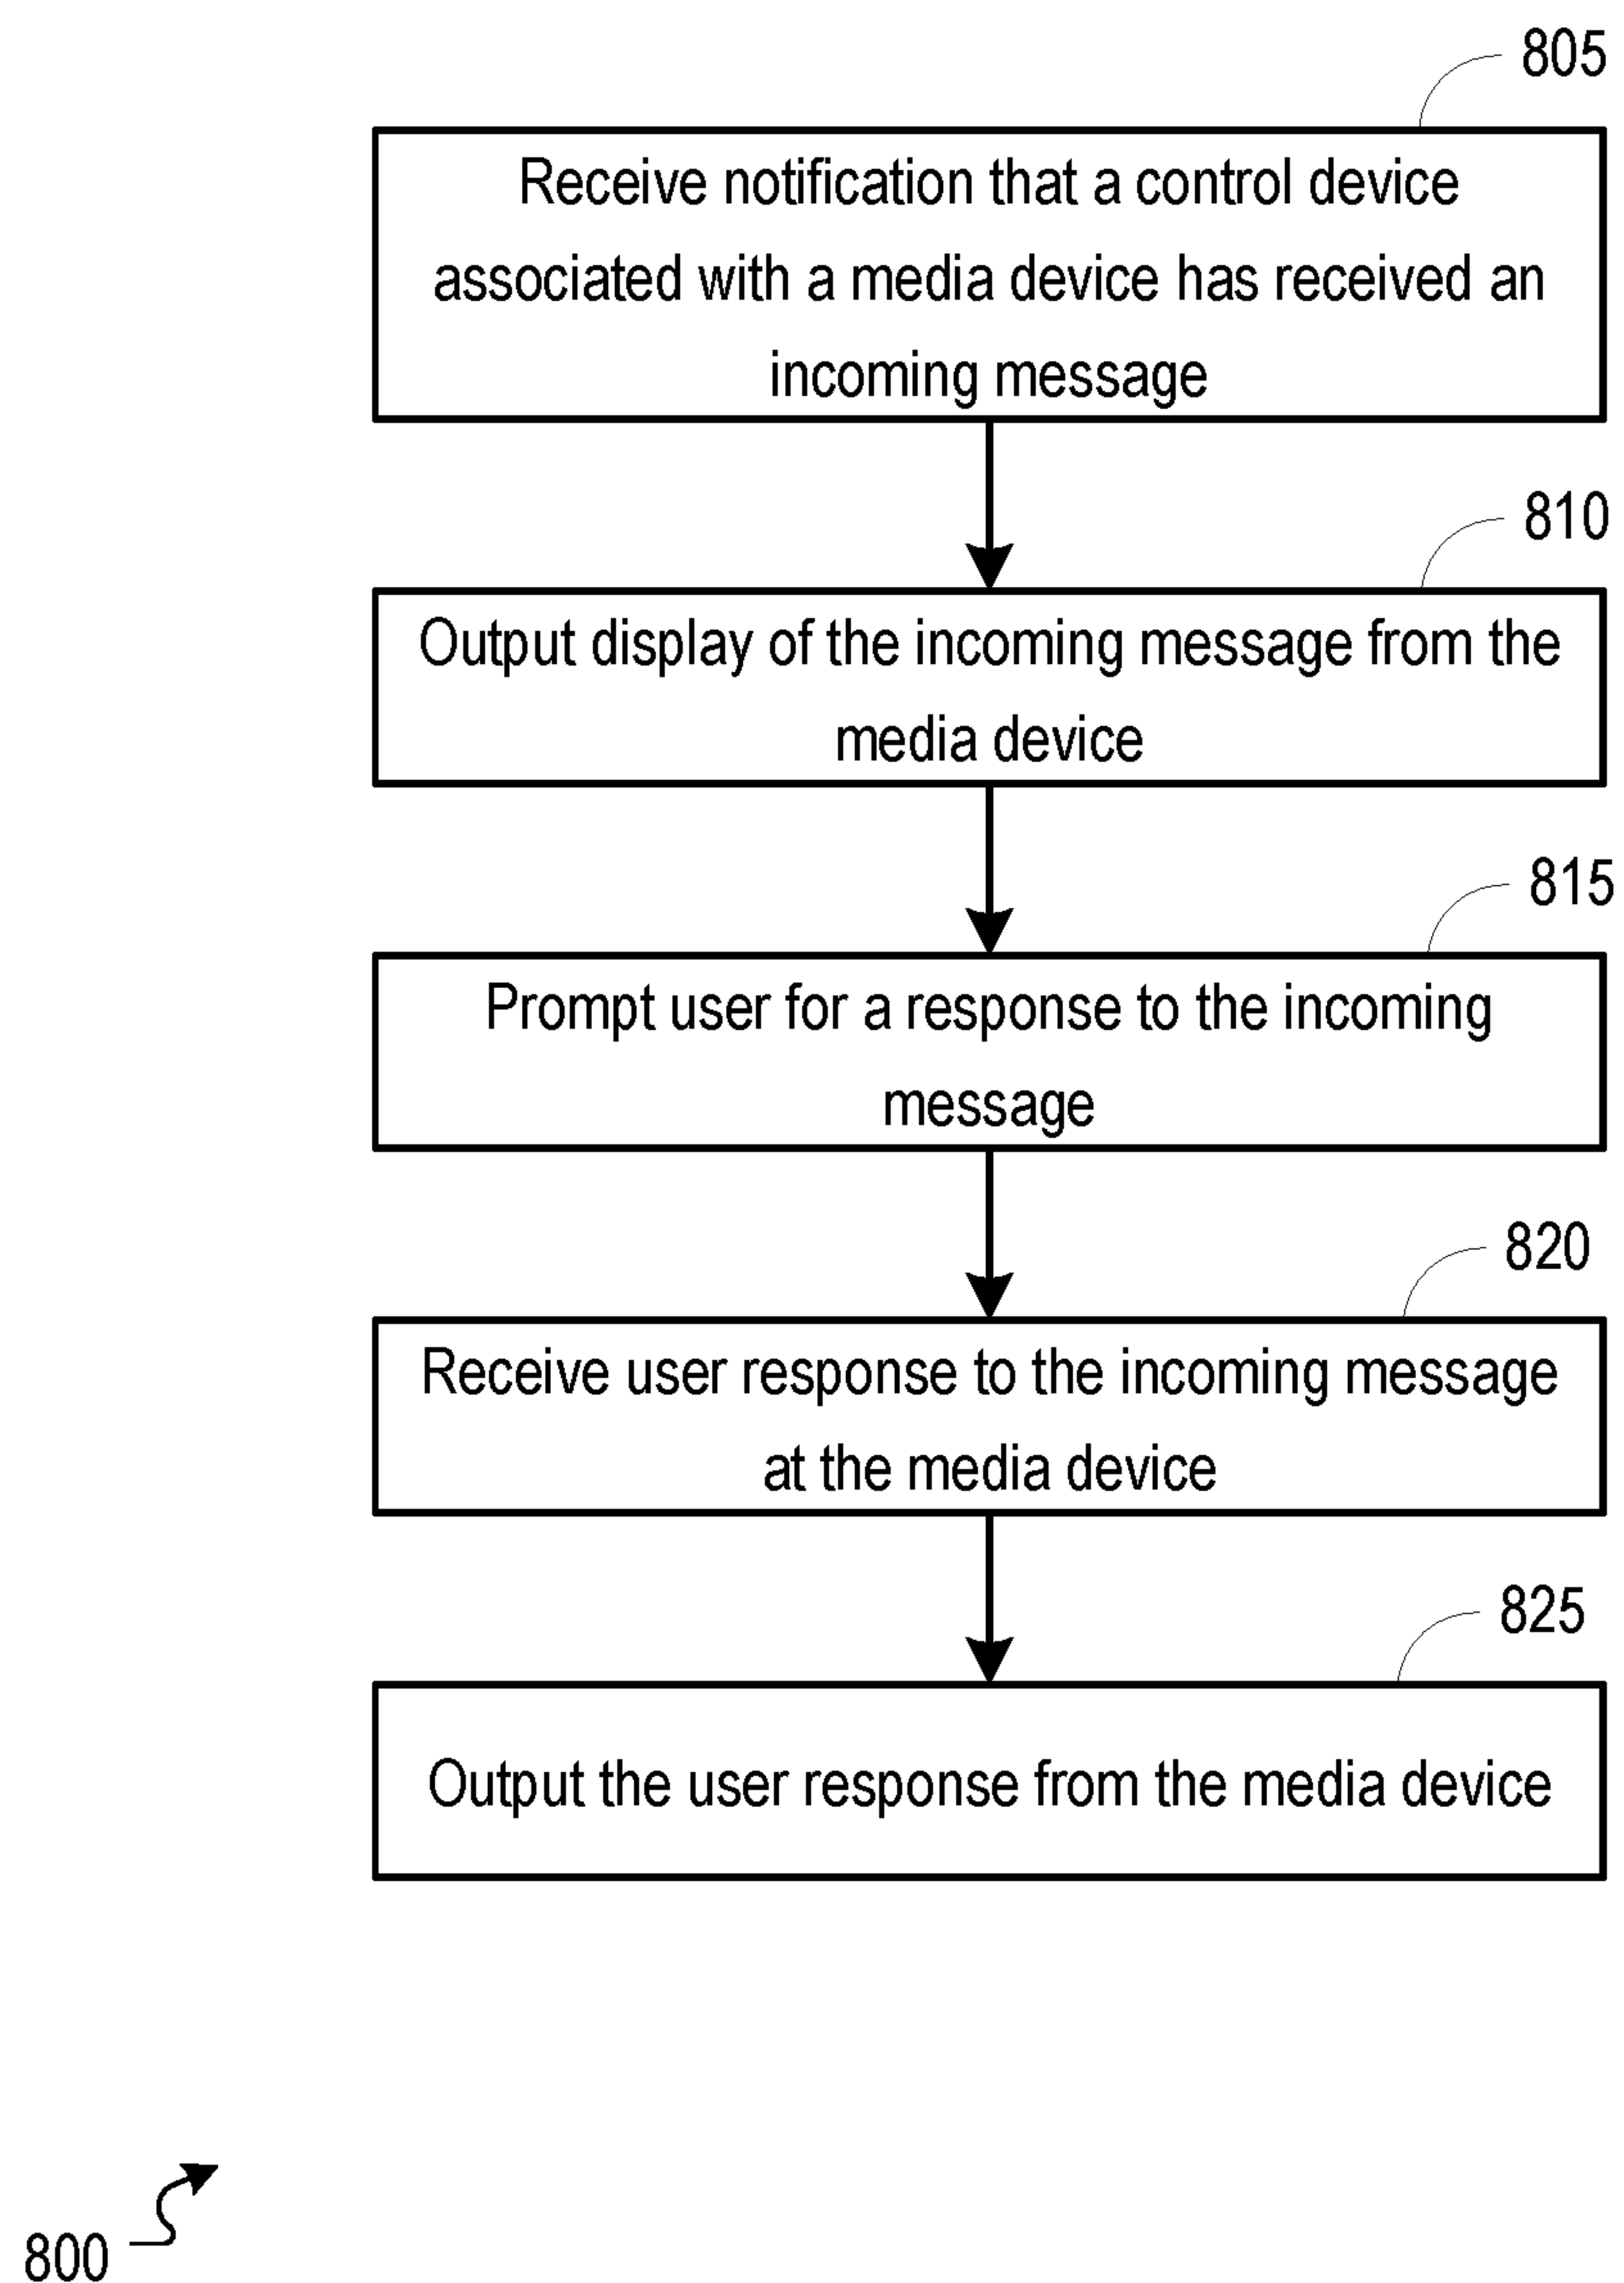 805
Receive notification that a control device
associated with a media device has received an
incoming message
810
Output display of the incoming message from the
media device
815
Prompt user for a response to the incoming
message
820
Receive user response to the incoming message
at the media device
825
Output the user response from the media device
800